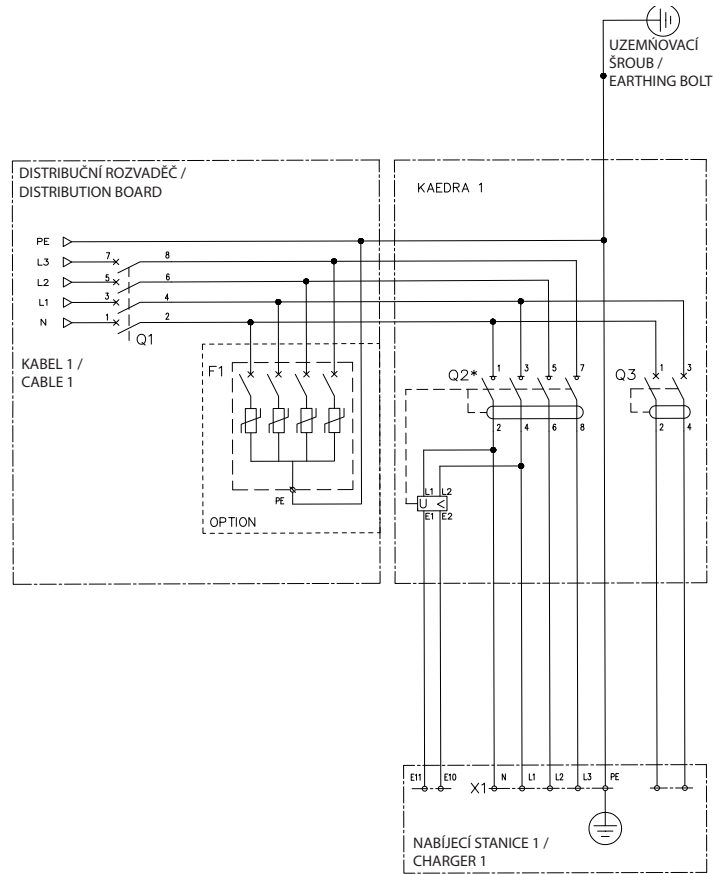 UZEMŃOVACÍ
ŠROUB /
EARTHING BOLT
DISTRIBUČNÍ ROZVADĚČ /
DISTRIBUTION BOARD
KAEDRA 1
PE
L3 7 8
L2 5 6
L1 3 4
N 1 2
Q1
KABEL 1 /
CABLE 1
F1
PE
OPTION
Q2* 1 3 5 7
2 4 6 8
Q3 1 3
2 4
L1 L2
U <
E1 E2
E11 E10 X1 N L1 L2 L3 PE
NABÍJECÍ STANICE 1 /
CHARGER 1